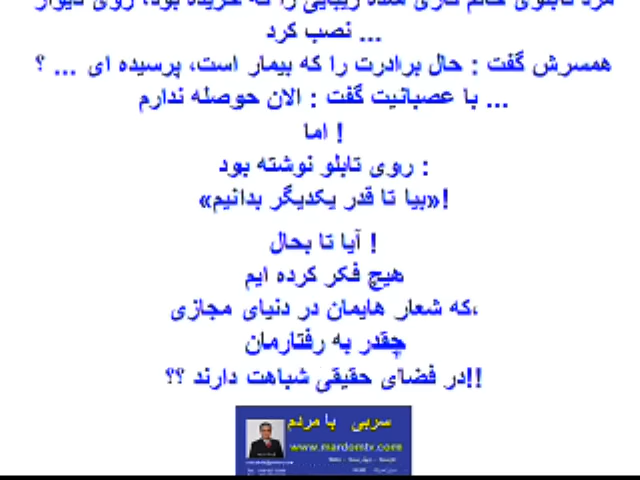 نصب کرد ...
همسرش گفت : حال برادرت را که بیمار است، پرسیده ای ... ؟
با عصبانیت گفت : الان حوصله ندارم ...
اما !
روی تابلو نوشته بود :
«بیا تا قدر یکدیگر بدانیم»!
آیا تا بحال !
هیچ فکر کرده ایم
که شعار هایمان در دنیای مجازی،
چقدر به رفتارمان
در فضای حقیقی شباهت دارند ؟؟!!
سربی با مردم
www.mardomtv.com